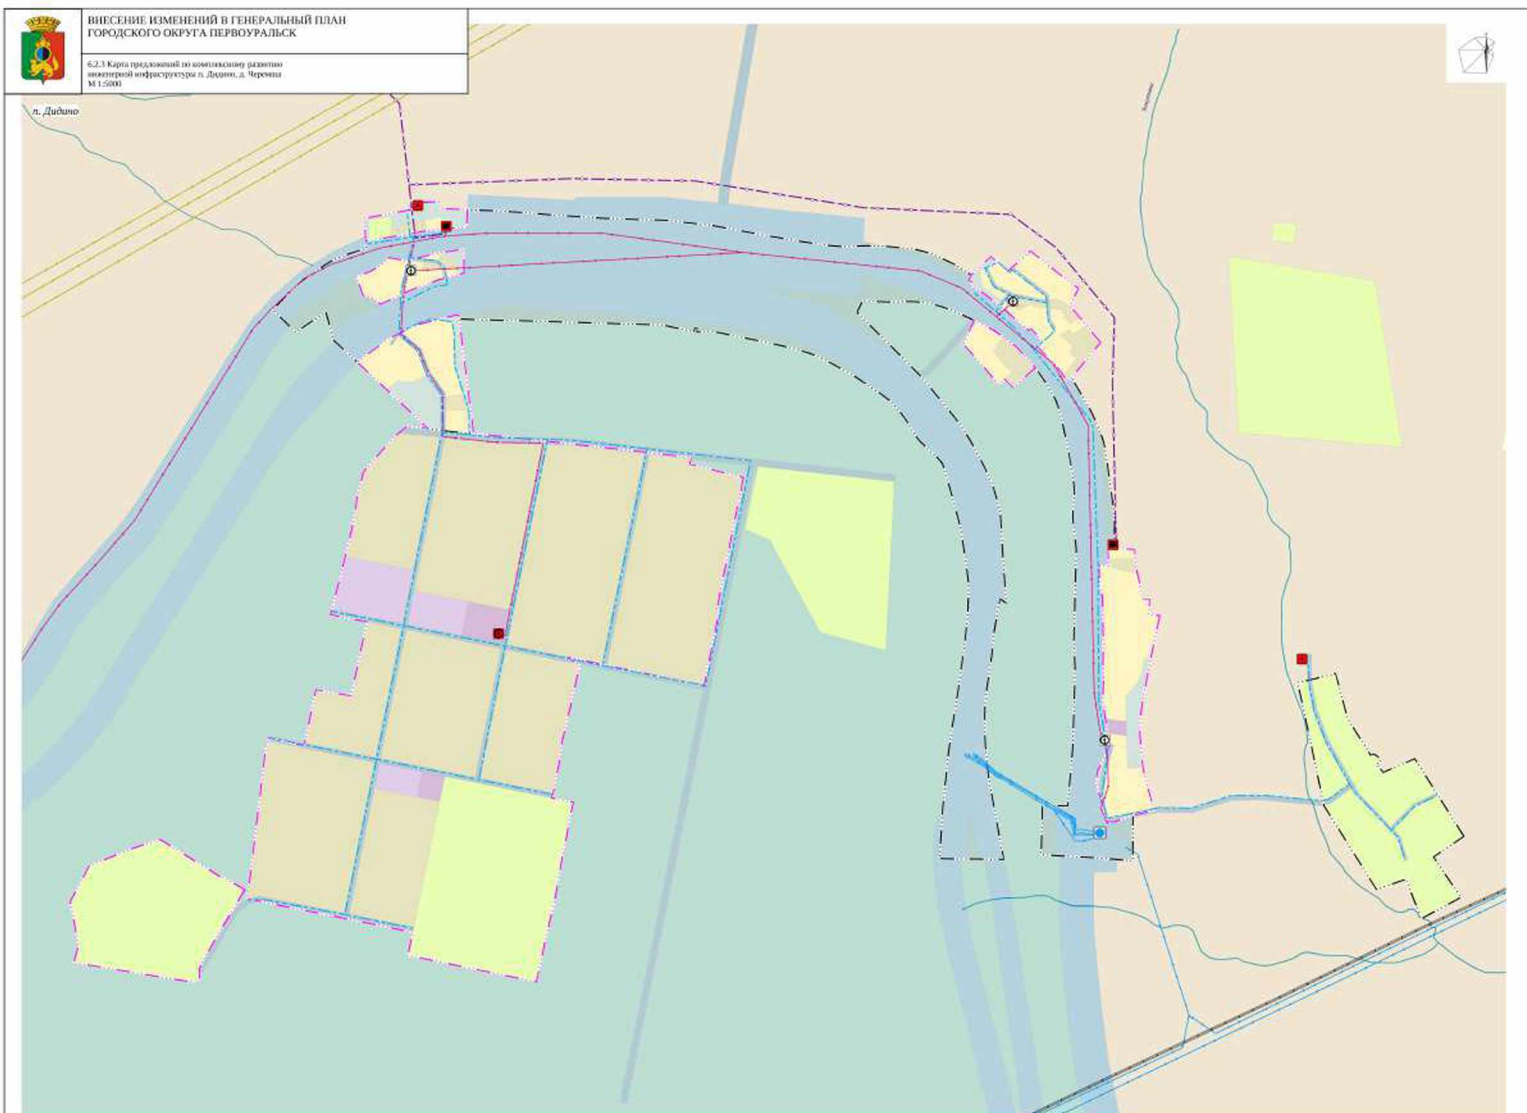 ВНЕСЕНИЕ ИЗМЕНЕНИЙ В ГЕНЕРАЛЬНЫЙ ПЛАН
ГОРОДСКОГО ОКРУГА ПЕРВОУРАЛЬСК
6.2.3 Карта предложений по комплексному развитию
инженерной инфраструктуры п. Дидино, д. Черемша
М 1:5000
п. Дидино